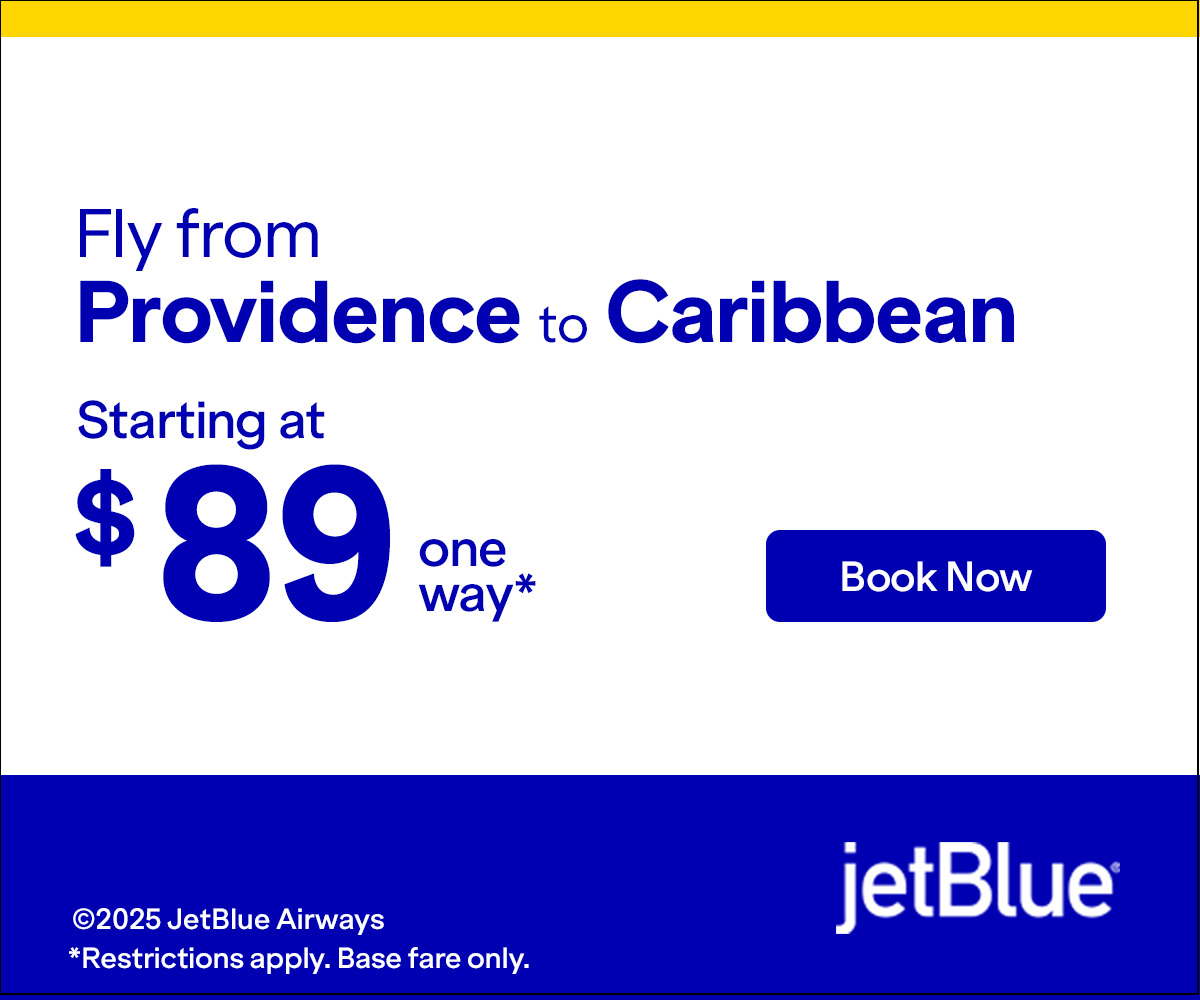 Fly from
Providence to Caribbean
Starting at
$89 one way*
Book Now
jetBlue
©2025 JetBlue Airways
*Restrictions apply. Base fare only.